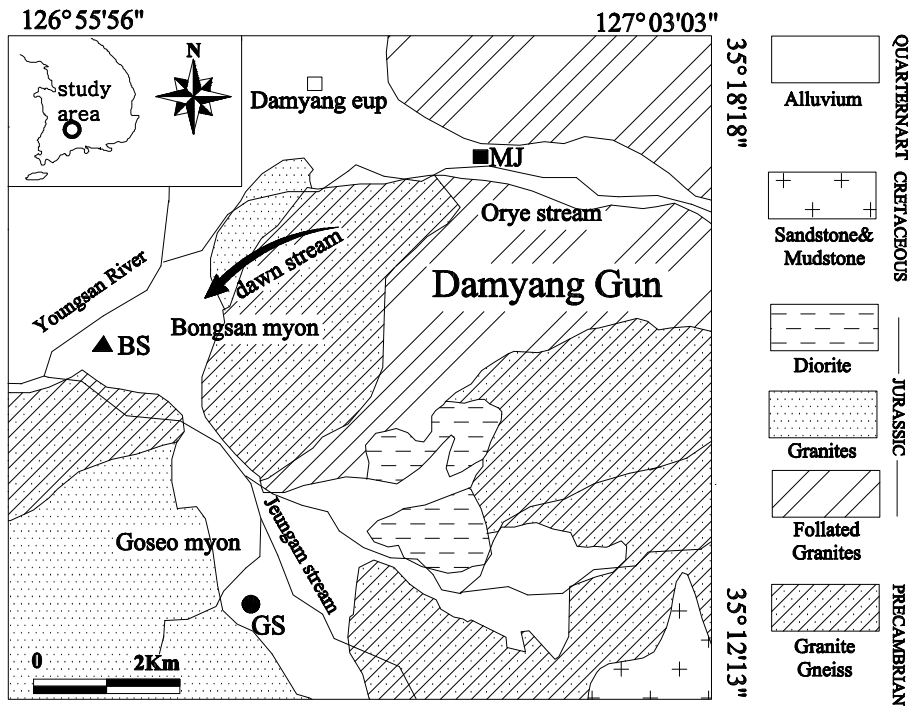 126°55'56"
127°03'03"
N
study
area
Damyang eup
MJ
Orye stream
dawn stream
Damyang Gun
Youngsan River
Bongsan myon
BS
Goseo myon
Jeungam stream
GS
0 2Km
35°18'18"
35°12'13"
Alluvium
QUARTERNART
Sandstone&
Mudstone
CRETACEOUS
Diorite
Granites
JURASSIC
Follated
Granites
Granite
Gneiss
PRECAMBRIAN